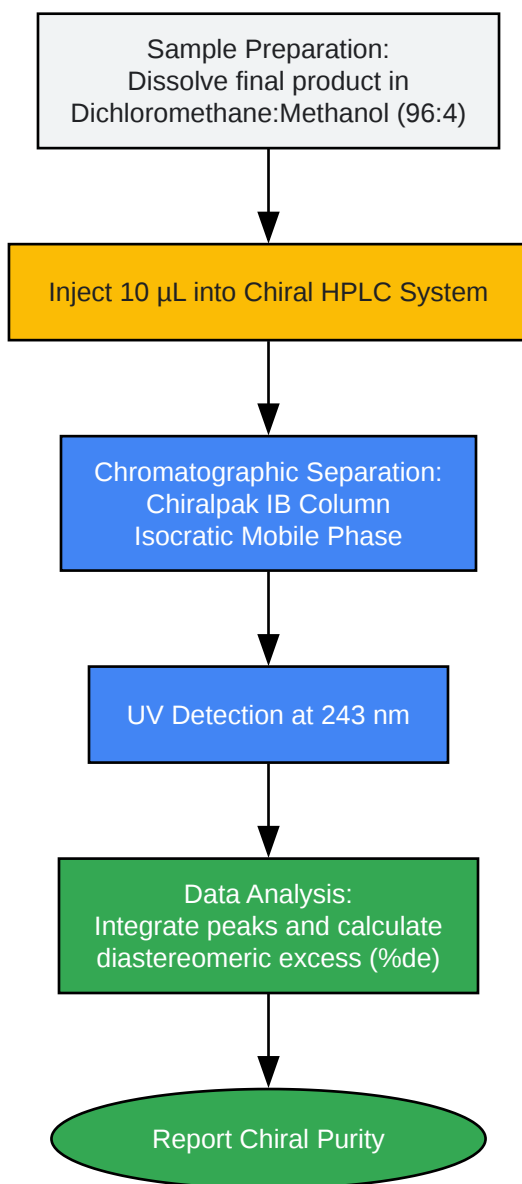 Sample Preparation:
Dissolve final product in
Dichloromethane:Methanol (96:4)
Inject 10 µL into Chiral HPLC System
Chromatographic Separation:
Chiralpak IB Column
Isocratic Mobile Phase
UV Detection at 243 nm
Data Analysis:
Integrate peaks and calculate
diastereomeric excess (%de)
Report Chiral Purity